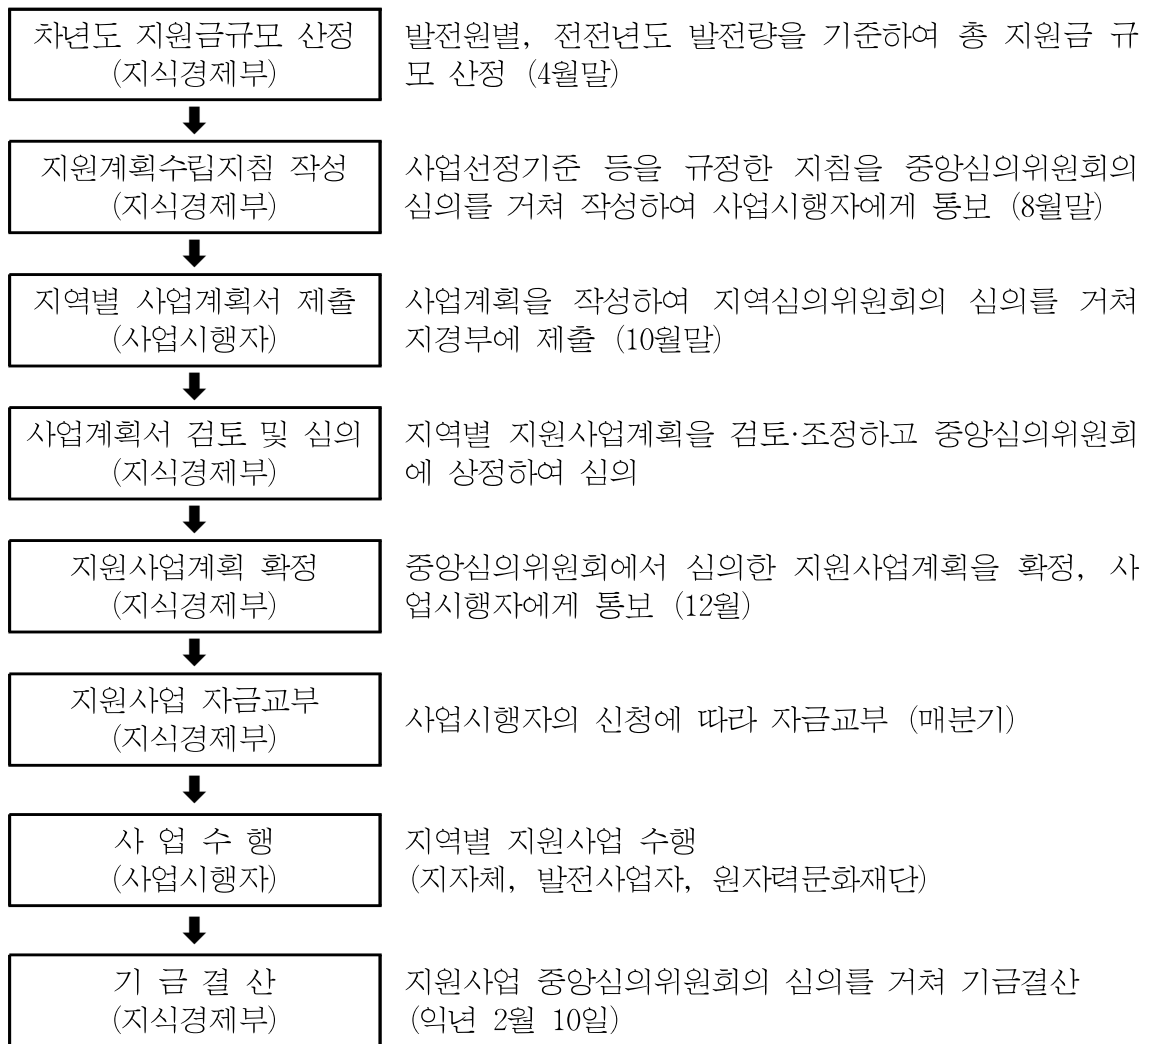 차년도 지원금규모 산정
(지식경제부)
발전원별, 전전년도 발전량을 기준하여 총 지원금 규
모 산정 (4월말)
지원계획수립지침 작성
(지식경제부)
사업선정기준 등을 규정한 지침을 중앙심의위원회의
심의를 거쳐 작성하여 사업시행자에게 통보 (8월말)
지역별 사업계획서 제출
(사업시행자)
사업계획을 작성하여 지역심의위원회의 심의를 거쳐
지경부에 제출 (10월말)
사업계획서 검토 및 심의
(지식경제부)
지역별 지원사업계획을 검토·조정하고 중앙심의위원회
에 상정하여 심의
지원사업계획 확정
(지식경제부)
중앙심의위원회에서 심의한 지원사업계획을 확정, 사
업시행자에게 통보 (12월)
지원사업 자금교부
(지식경제부)
사업시행자의 신청에 따라 자금교부 (매분기)
사 업 수 행
(사업시행자)
지역별 지원사업 수행
(지자체, 발전사업자, 원자력문화재단)
기 금 결 산
(지식경제부)
지원사업 중앙심의위원회의 심의를 거쳐 기금결산
(익년 2월 10일)